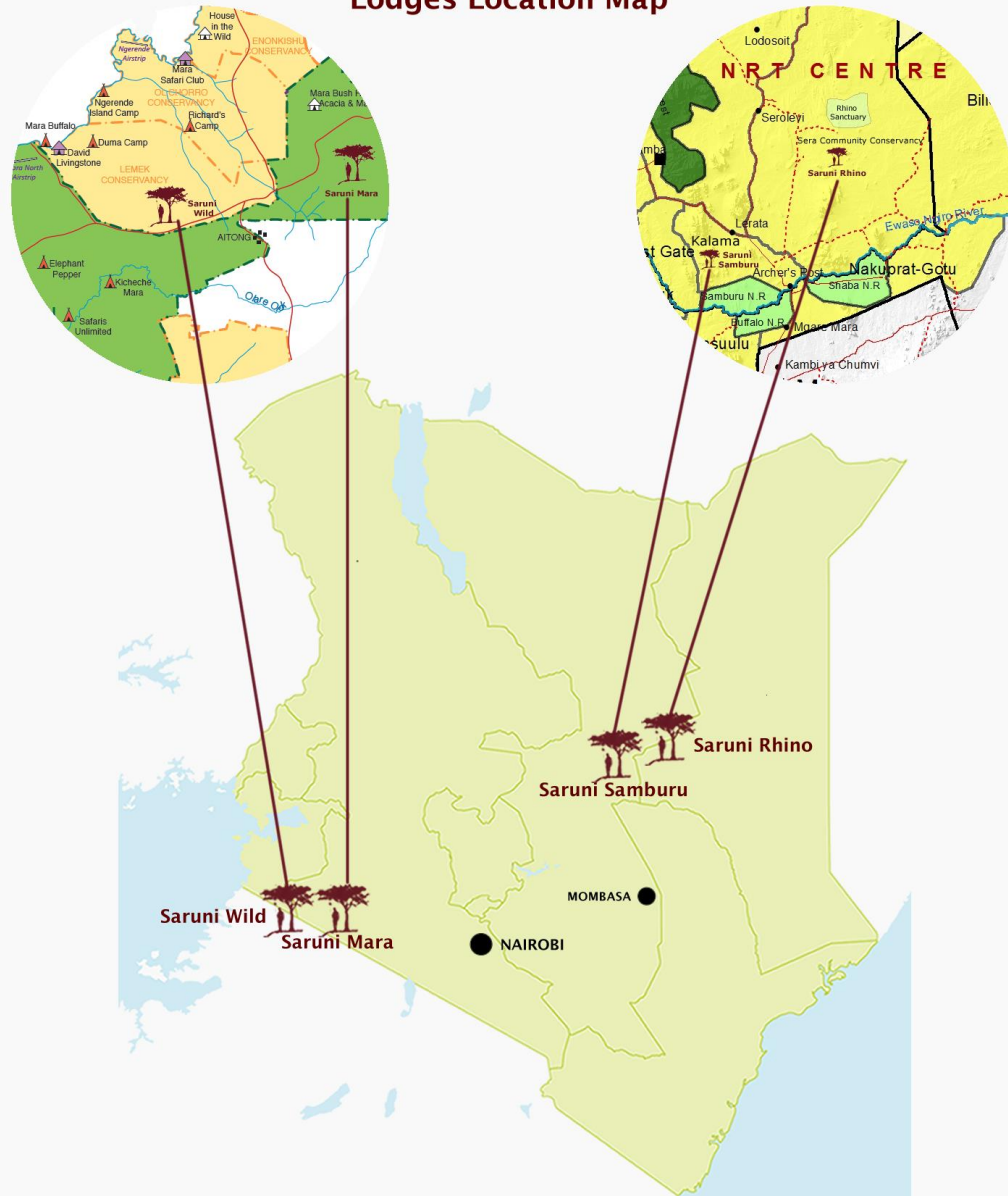 Lodges Location Map
House
in the
Wild
Ngerende
Airstrip
ENONKISHU
CONSERVANCY
Mara
Safari Club
OL CHORRO
CONSERVANCY
Ngerende
Island Camp
Richard's
Camp
Mara Bush
Acacia &
Mara Buffalo
David
Livingstone
Duma Camp
North
Airstrip
LEMEK
CONSERVANCY
Saruni
Wild
Saruni Mara
AITONG
Elephant
Pepper
Kicheche
Mara
Safaris
Unlimited
Olare
Lodosoit
NRT CENTRE
Seroleyi
Rhino
Sanctuary
Sera Community Conservancy
Saruni Rhino
Lerata
Ewaso Ngiro River
Gate
Kalama
Saruni
Samburu
Archer's Post
Nakuprat-Gotu
Samburu N.R
Shaba N.R
Buffalo N.R
Mgare Mara
Kambi ya Chumvi
Saruni Rhino
Saruni Samburu
MOMBASA
Saruni Wild
Saruni Mara
NAIROBI